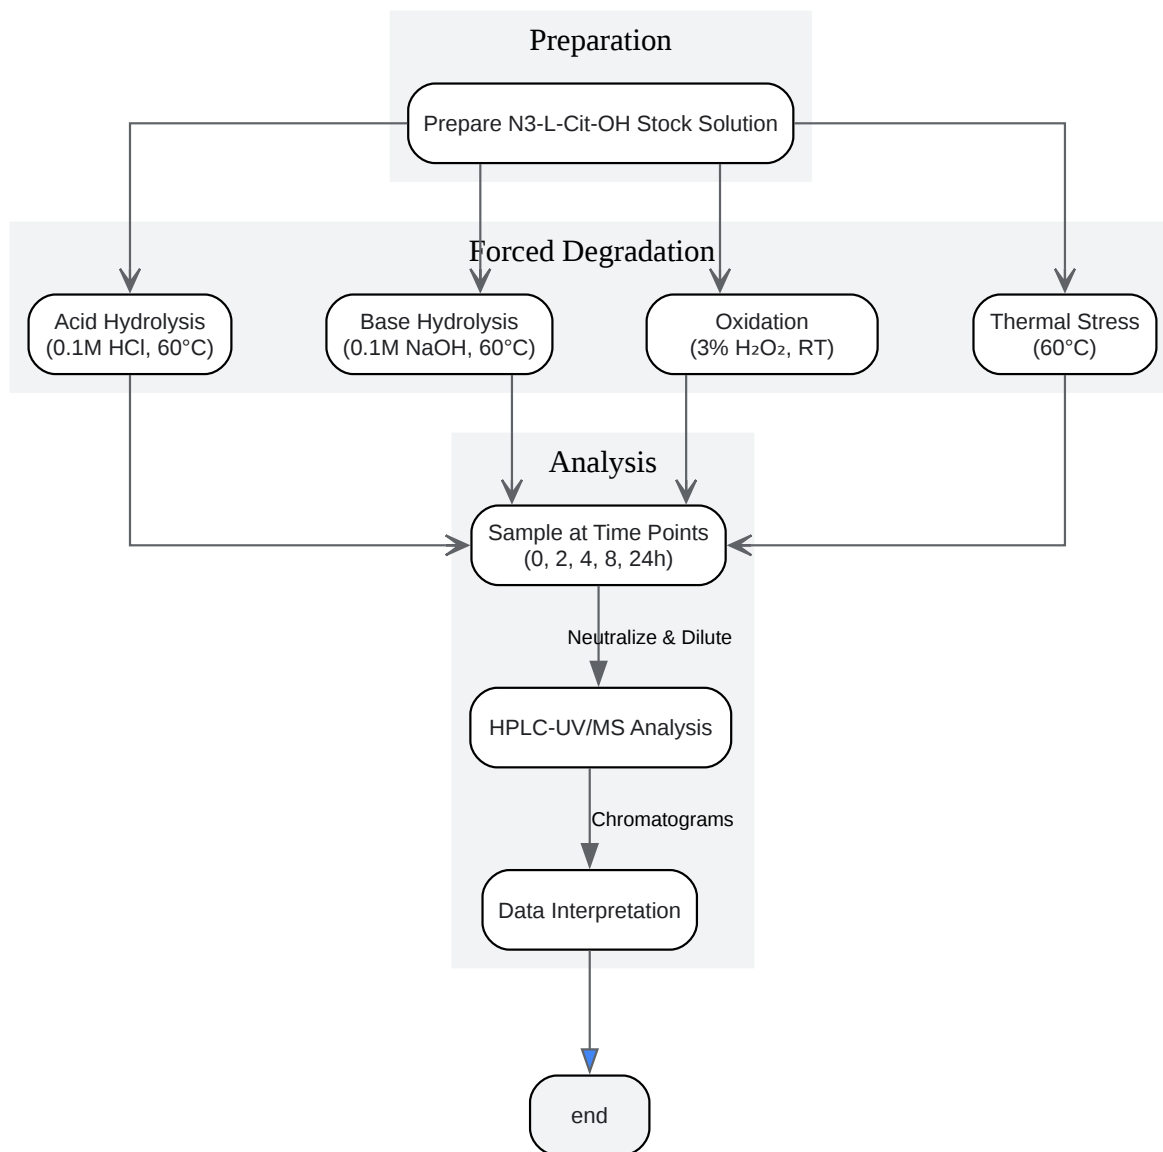 Preparation
Prepare N3-L-Cit-OH Stock Solution
Forced Degradation
Acid Hydrolysis
(0.1M HCl, 60°C)
Base Hydrolysis
(0.1M NaOH, 60°C)
Oxidation
(3% H₂O₂, RT)
Thermal Stress
(60°C)
Analysis
Sample at Time Points
(0, 2, 4, 8, 24h)
Neutralize & Dilute
HPLC-UV/MS Analysis
Chromatograms
Data Interpretation
end